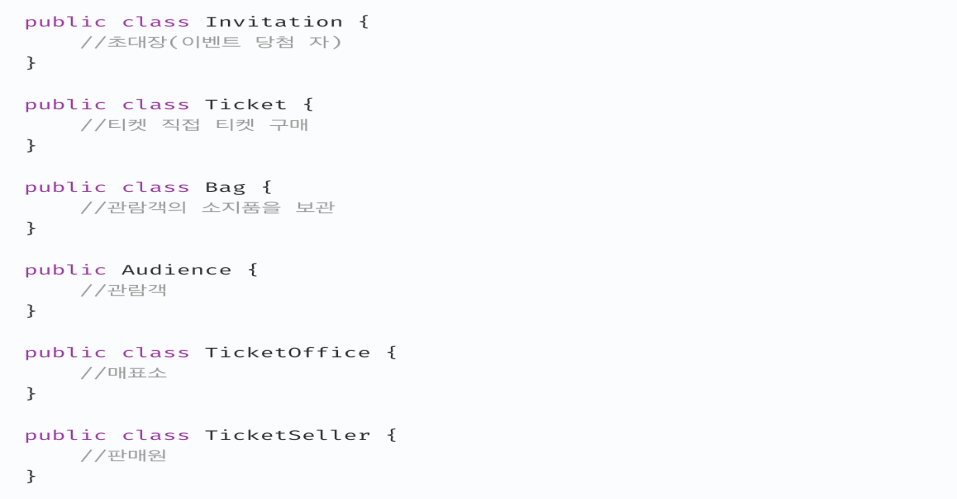 public class Invitation {
    //초대장(이벤트 당첨 자)
}
public class Ticket {
    //티켓 직접 티켓 구매
}
public class Bag {
    //관람객의 소지품을 보관
}
public Audience {
    //관람객
}
public class TicketOffice {
    //매표소
}
public class TicketSeller {
    //판매원
}